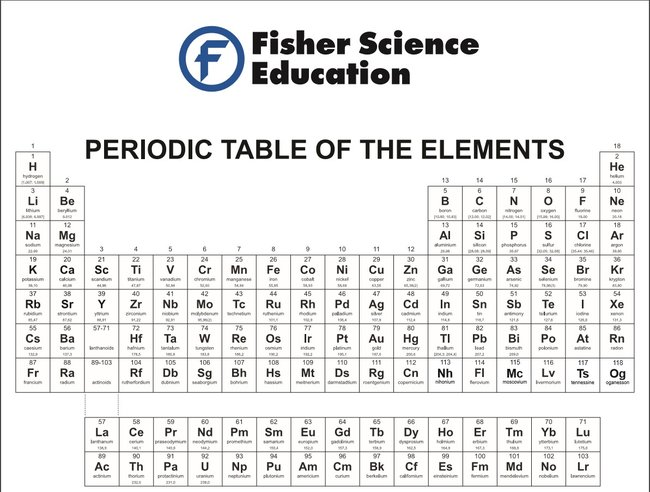 Fisher Science
Education
PERIODIC TABLE OF THE ELEMENTS
1 18
1 2
H 2 13 14 15 16 17 He
hydrogen helium
3 4 5 6 7 8 9 10
Li Be B C N O F Ne
lithium beryllium boron carbon nitrogen oxygen fluorine neon
11 12 13 14 15 16 17 18
Na Mg Al Si P S Cl Ar
sodium magnesium 3 4 5 6 7 8 9 10 11 12 aluminium silicon phosphorus sulfur chlorine argon
19 20 21 22 23 24 25 26 27 28 29 30 31 32 33 34 35 36
K Ca Sc Ti V Cr Mn Fe Co Ni Cu Zn Ga Ge As Se Br Kr
potassium calcium scandium titanium vanadium chromium manganese iron cobalt nickel copper zinc gallium germanium arsenic selenium bromine krypton
37 38 39 40 41 42 43 44 45 46 47 48 49 50 51 52 53 54
Rb Sr Y Zr Nb Mo Tc Ru Rh Pd Ag Cd In Sn Sb Te I Xe
rubidium strontium yttrium zirconium niobium molybdenum technetium ruthenium rhodium palladium silver cadmium indium tin antimony tellurium iodine xenon
55 56 57-71 72 73 74 75 76 77 78 79 80 81 82 83 84 85 86
Cs Ba Hf Ta W Re Os Ir Pt Au Hg Tl Pb Bi Po At Rn
caesium barium lanthanoids hafnium tantalum tungsten rhenium osmium iridium platinum gold mercury thallium lead bismuth polonium astatine radon
87 88 89-103 104 105 106 107 108 109 110 111 112 113 114 115 116 117 118
Fr Ra Rf Db Sg Bh Hs Mt Ds Rg Cn Nh Fl Mc Lv Ts Og
francium radium actinoids rutherfordium dubnium seaborgium bohrium hassium meitnerium darmstadtium roentgenium copernicium nihonium flerovium moscovium livermorium tennessine oganesson
57 58 59 60 61 62 63 64 65 66 67 68 69 70 71
La Ce Pr Nd Pm Sm Eu Gd Tb Dy Ho Er Tm Yb Lu
lanthanum cerium praseodymium neodymium promethium samarium europium gadolinium terbium dysprosium holmium erbium thulium ytterbium lutetium
89 90 91 92 93 94 95 96 97 98 99 100 101 102 103
Ac Th Pa U Np Pu Am Cm Bk Cf Es Fm Md No Lr
actinium thorium protactinium uranium neptunium plutonium americium curium berkelium californium einsteinium fermium mendelevium nobelium lawrencium